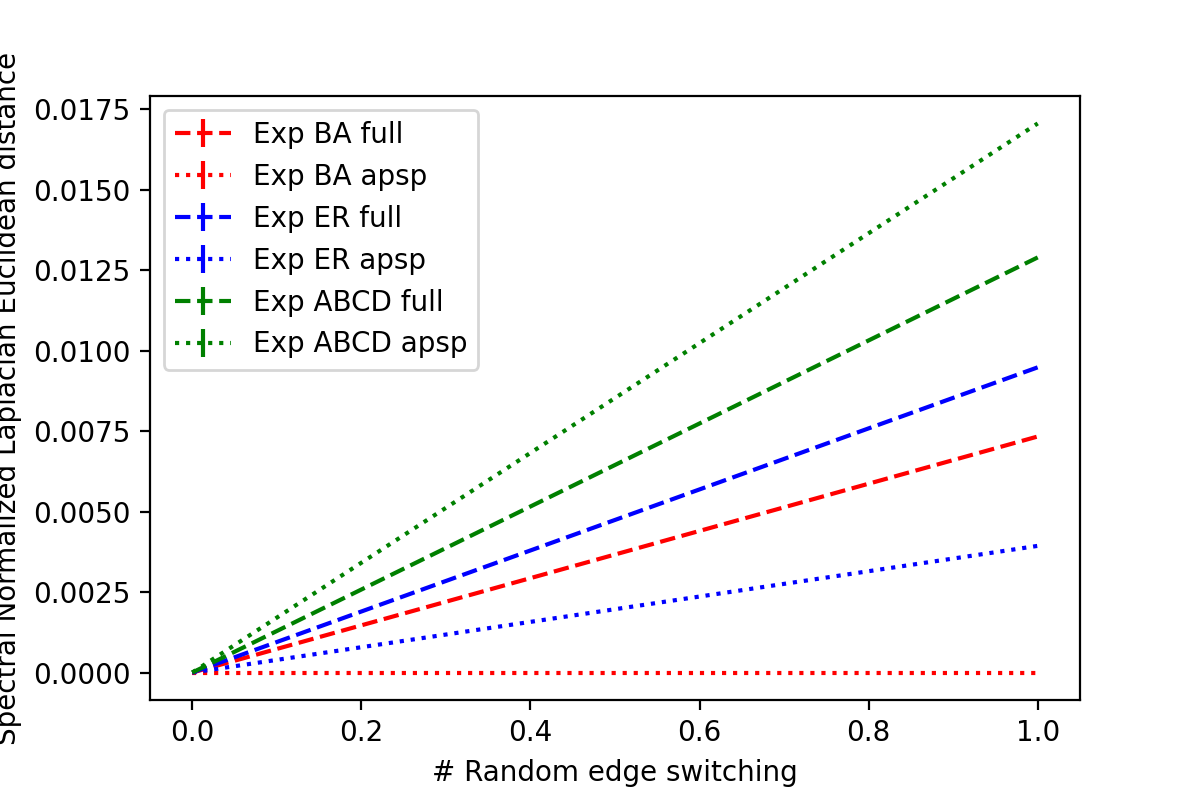 Spectral Normalized Laplacian Euclidean distance
0.0175
0.0150
0.0125
0.0100
0.0075
0.0050
0.0025
0.0000
Exp BA full
Exp BA apsp
Exp ER full
Exp ER apsp
Exp ABCD full
Exp ABCD apsp
0.0 0.2 0.4 0.6 0.8 1.0
# Random edge switching